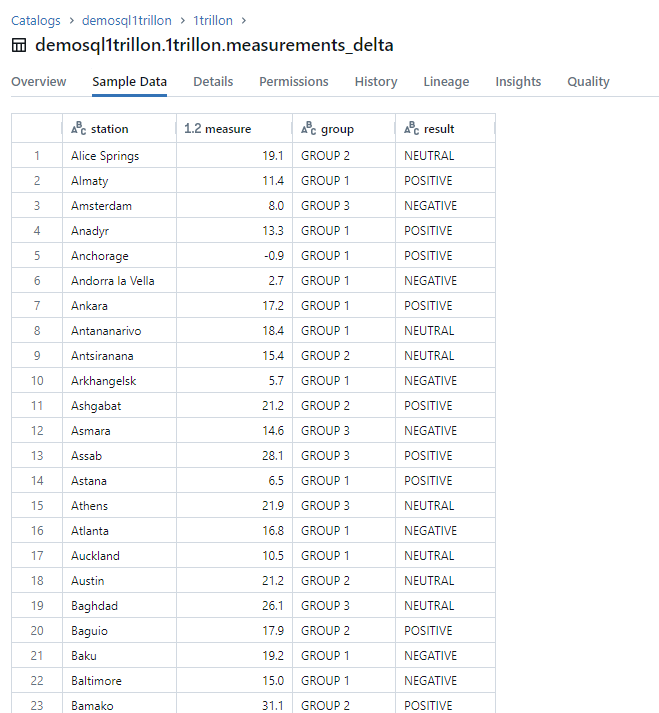 Catalogs > demosql1trillon > 1trillon >
demosql1trillon.1trillon.measurements_delta
Overview Sample Data Details Permissions History Lineage Insights Quality
ABC station 1.2 measure ABC group ABC result
1 Alice Springs 19.1 GROUP 2 NEUTRAL
2 Almaty 11.4 GROUP 1 POSITIVE
3 Amsterdam 8.0 GROUP 3 NEGATIVE
4 Anadyr 13.3 GROUP 1 POSITIVE
5 Anchorage -0.9 GROUP 1 POSITIVE
6 Andorra la Vella 2.7 GROUP 1 NEGATIVE
7 Ankara 17.2 GROUP 1 POSITIVE
8 Antananarivo 18.4 GROUP 1 NEUTRAL
9 Antsiranana 15.4 GROUP 2 NEUTRAL
10 Arkhangelsk 5.7 GROUP 1 NEGATIVE
11 Ashgabat 21.2 GROUP 2 POSITIVE
12 Asmara 14.6 GROUP 3 NEGATIVE
13 Assab 28.1 GROUP 3 POSITIVE
14 Astana 6.5 GROUP 1 POSITIVE
15 Athens 21.9 GROUP 3 NEUTRAL
16 Atlanta 16.8 GROUP 1 NEGATIVE
17 Auckland 10.5 GROUP 1 NEUTRAL
18 Austin 21.2 GROUP 2 NEUTRAL
19 Baghdad 26.1 GROUP 3 NEUTRAL
20 Baguio 17.9 GROUP 2 POSITIVE
21 Baku 19.2 GROUP 1 NEGATIVE
22 Baltimore 15.0 GROUP 1 NEGATIVE
23 Bamako 31.1 GROUP 2 POSITIVE